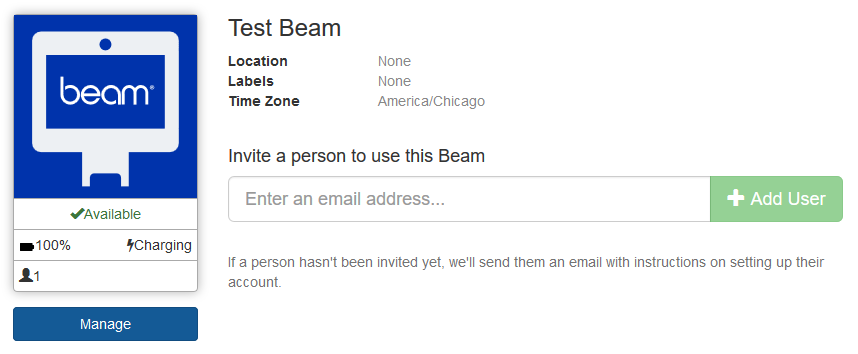 beam®
Available
100% Charging
1
Manage
Test Beam
Location None
Labels None
Time Zone America/Chicago
Invite a person to use this Beam
Enter an email address...
Add User
If a person hasn't been invited yet, we'll send them an email with instructions on setting up their
account.